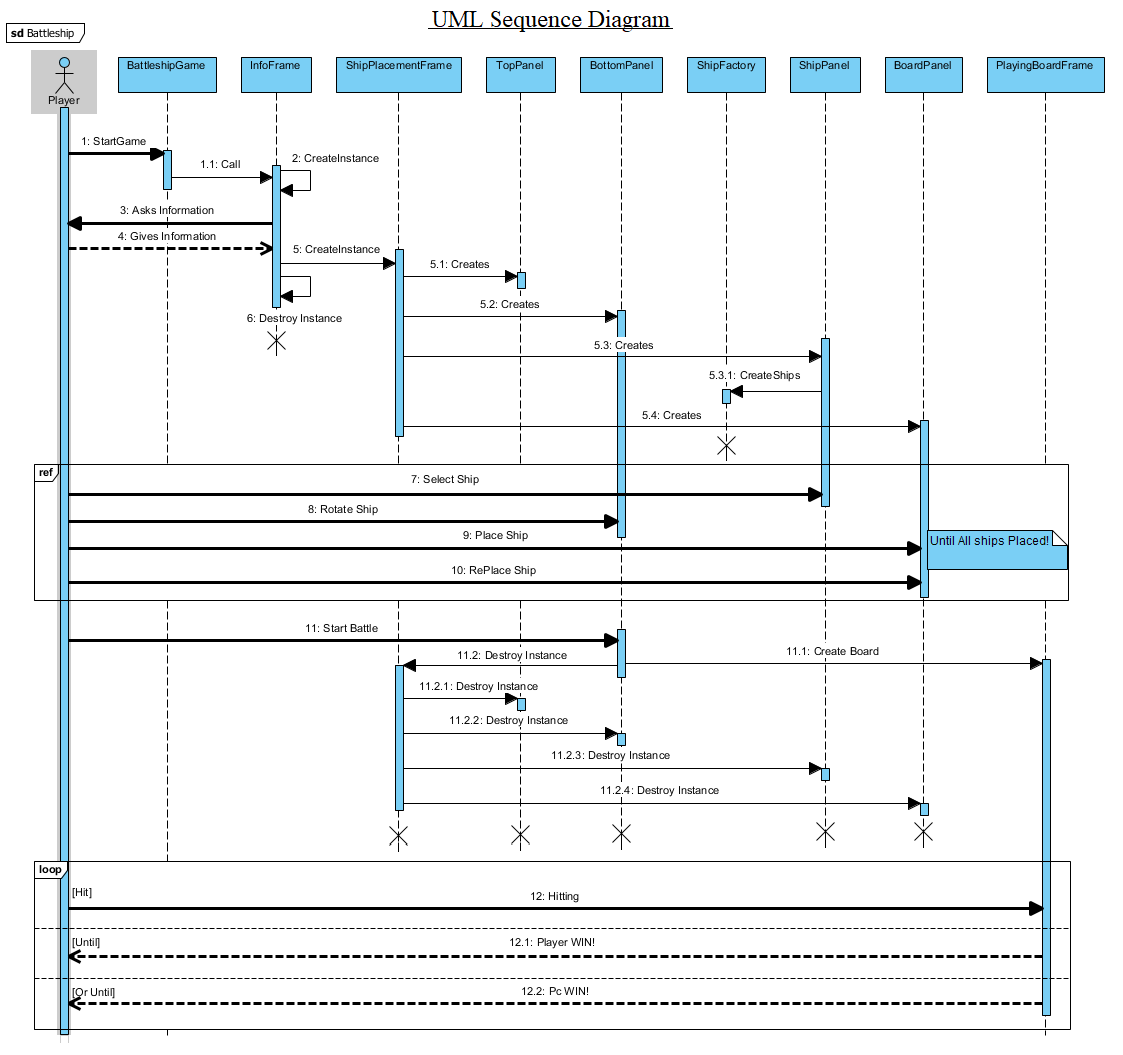 UML Sequence Diagram
sd Battleship
Player
BattleshipGame
InfoFrame
ShipPlacementFrame
TopPanel
BottomPanel
ShipFactory
ShipPanel
BoardPanel
PlayingBoardFrame
1: StartGame
1.1: Call
2: CreateInstance
3: Asks Information
4: Gives Information
5: CreateInstance
5.1: Creates
5.2: Creates
6: Destroy Instance
5.3: Creates
5.3.1: CreateShips
5.4: Creates
ref
7: Select Ship
8: Rotate Ship
9: Place Ship
Until All ships Placed!
10: RePlace Ship
11: Start Battle
11.2: Destroy Instance
11.1: Create Board
11.2.1: Destroy Instance
11.2.2: Destroy Instance
11.2.3: Destroy Instance
11.2.4: Destroy Instance
loop
[Hit]
12: Hitting
[Until]
12.1: Player WIN!
[Or Until]
12.2: Pc WIN!